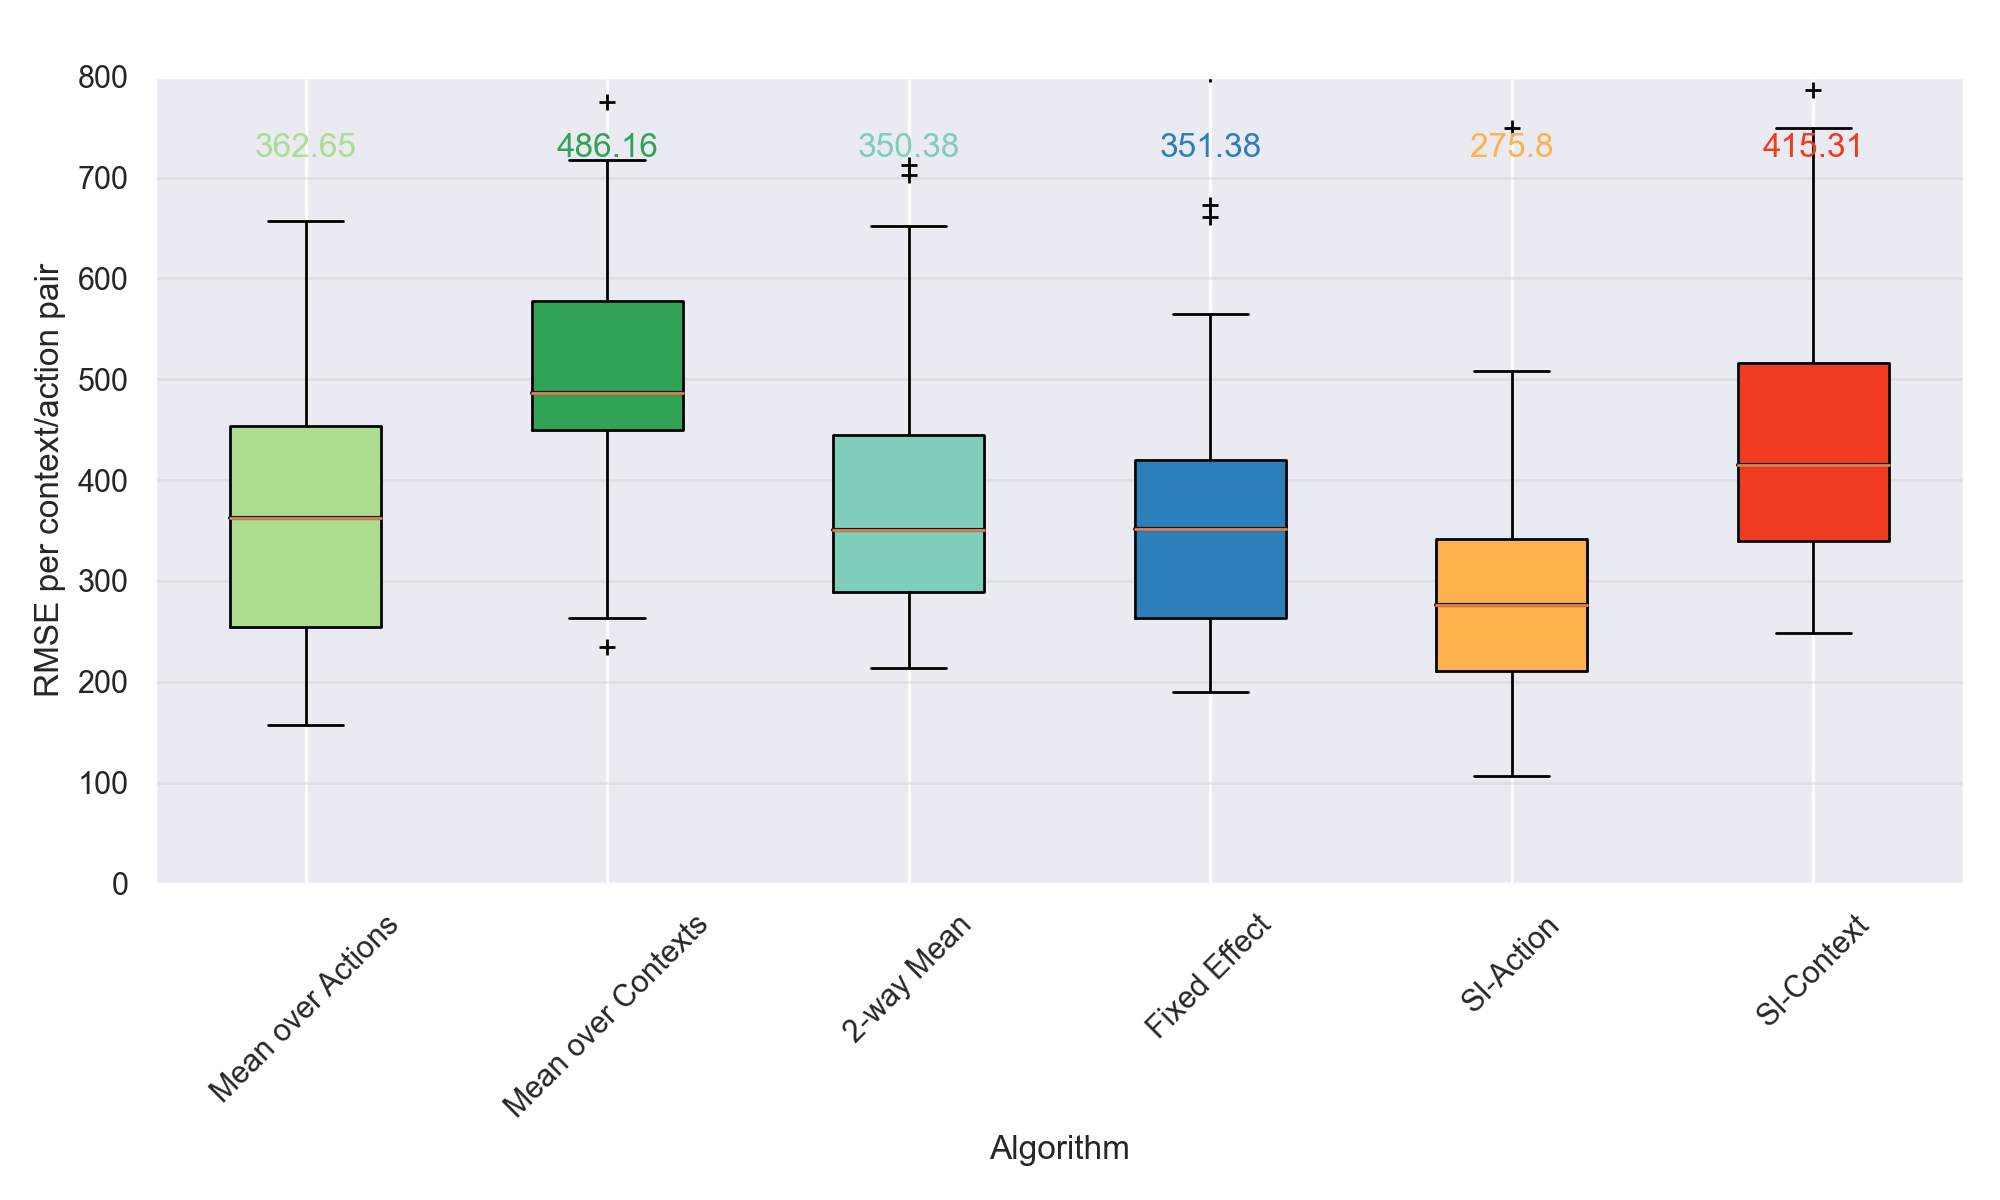 800
700
600
500
400
300
200
100
0
RMSE per context/action pair
362.65
486.16
350.38
351.38
275.8
415.31
Mean over Actions
Mean over Contexts
2-way Mean
Fixed Effect
SI-Action
SI-Context
Algorithm